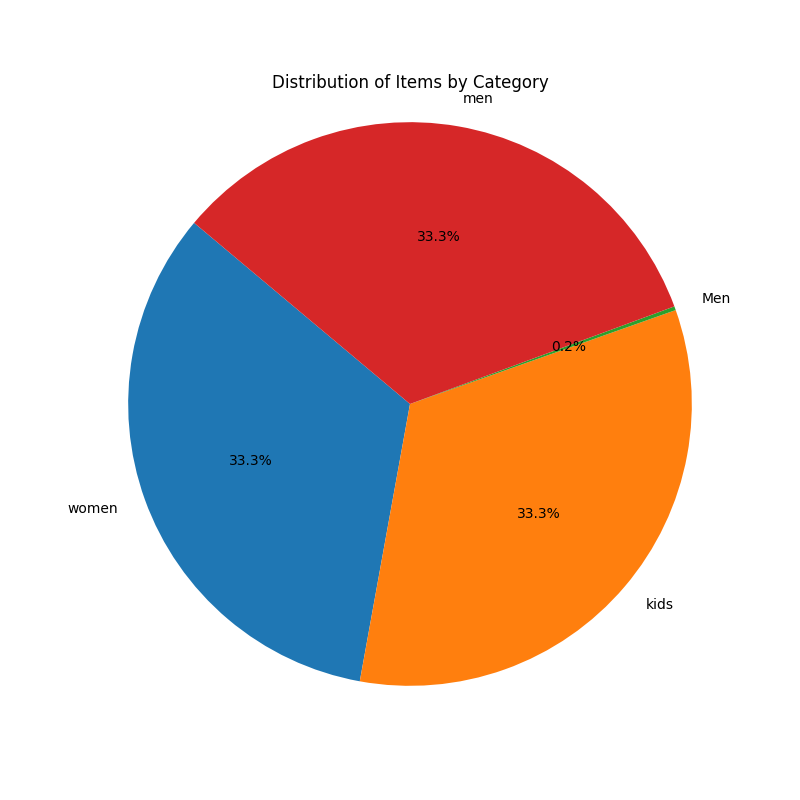 Distribution of Items by Category
men
33.3%
Men
0.2%
33.3%
women
33.3%
kids